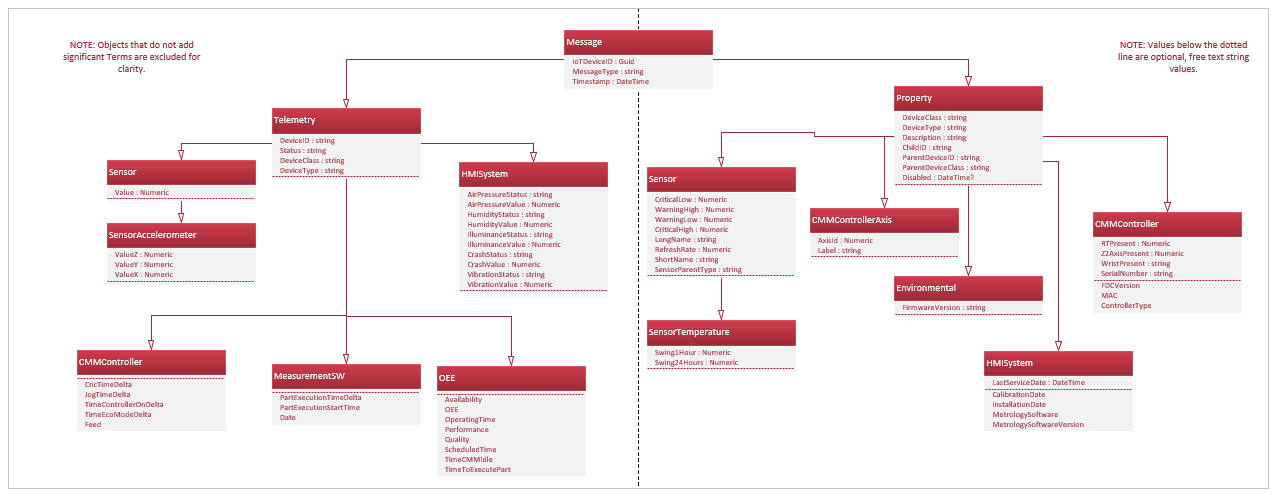 NOTE: Objects that do not add
significant Terms are excluded for
clarity.
Message
IoTDeviceID : Guid
MessageType : string
Timestamp : DateTime
NOTE: Values below the dotted
line are optional, free text string
values.
Telemetry
DeviceID : string
Status : string
DeviceClass : string
DeviceType : string
Sensor
Value : Numeric
SensorAccelerometer
ValueZ : Numeric
ValueY : Numeric
ValueX : Numeric
HMISystem
AirPressureStatus : string
AirPressureValue : Numeric
HumidityStatus : string
HumidityValue : Numeric
IlluminanceStatus : string
IlluminanceValue : Numeric
CrashStatus : string
CrashValue : Numeric
VibrationStatus : string
VibrationValue : Numeric
CMMController
CncTimeDelta
JogTimeDelta
TimeControllerOnDelta
TimeEcoModeDelta
Feed
MeasurementSW
PartExecutionTimeDelta
PartExecutionStartTime
Date
OEE
Availability
OEE
OperatingTime
Performance
Quality
ScheduledTime
TimeCMMIdle
TimeToExecutePart
Property
DeviceClass : string
DeviceType : string
Description : string
ChildID : string
ParentDeviceID : string
ParentDeviceClass : string
Disabled : DateTime?
Sensor
CriticalLow : Numeric
WarningHigh : Numeric
WarningLow : Numeric
CriticalHigh : Numeric
LongName : string
RefreshRate : Numeric
ShortName : string
SensorParentType : string
SensorTemperature
Swing1Hour : Numeric
Swing24Hours : Numeric
CMMControllerAxis
AxisId : Numeric
Label : string
Environmental
FirmwareVersion : string
CMMController
RTPresent : Numeric
Z2AxisPresent : Numeric
WristPresent : string
SerialNumber : string
FDCVersion
MAC
ControllerType
HMISystem
LastServiceDate : DateTime
CalibrationDate
InstallationDate
MetrologySoftware
MetrologySoftwareVersion